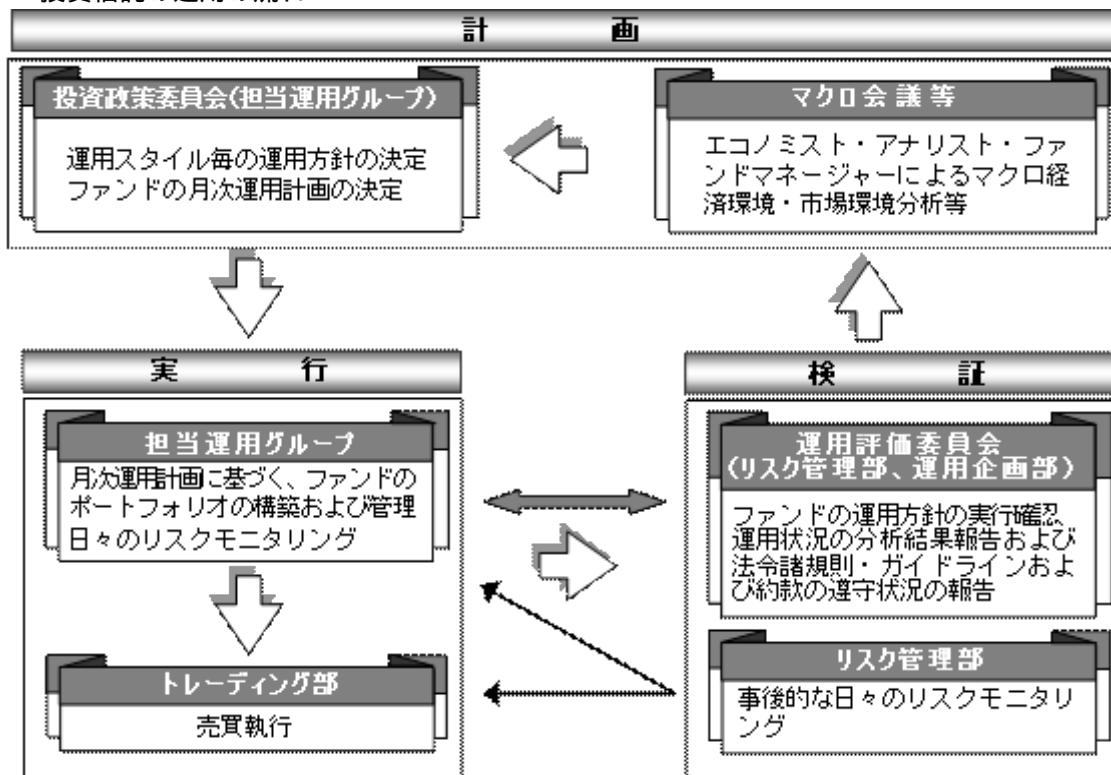 計 画
投資政策委員会(担当運用グループ)
運用スタイル毎の運用方針の決定
ファンドの月次運用計画の決定
マクロ会議等
エコノミスト・アナリスト・ファ
ンドマネージャーによるマクロ経
済環境・市場環境分析等
実 行
担当運用グループ
月次運用計画に基づく、ファンドの
ポートフォリオの構築および管理
日々のリスクモニタリング
トレーディング部
売買執行
検 証
運用評価委員会
(リスク管理部、運用企画部)
ファンドの運用方針の実行確認
運用状況の分析結果報告および
法令諸規則・ガイドラインおよ
び約款の遵守状況の報告
リスク管理部
事後的な日々のリスクモニタリ
ング